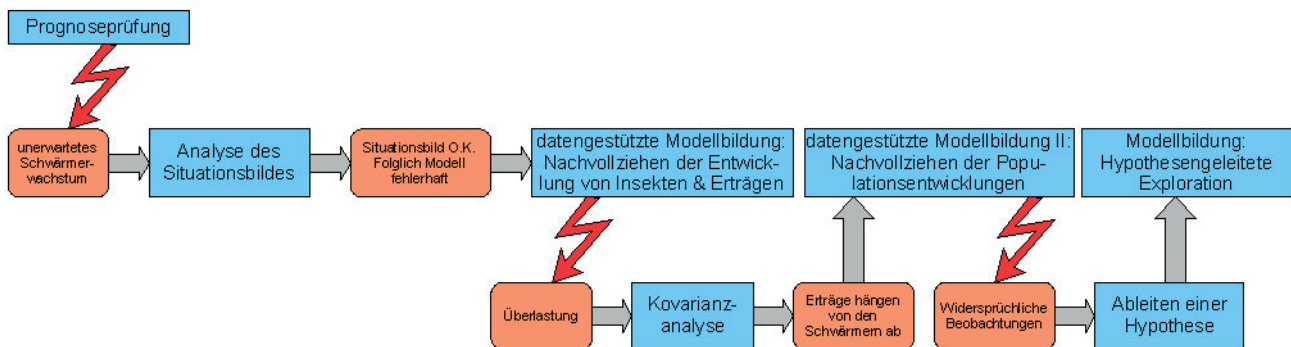 Prognoseprüfung
unerwartetes
Schwärmer-
wachstum
Analyse des
Situationsbildes
Situationsbild O.K.
Folglich Modell
fehlerhaft
datengestützte Modellbildung:
Nachvollziehen der Entwick-
lung von Insekten & Erträgen
datengestützte Modellbildung II:
Nachvollziehen der Popu-
lationsentwicklungen
Modellbildung:
Hypothesengeleitete
Exploration
Überlastung
Kovarianz-
analyse
Erträge hängen
von den
Schwärmern ab
Widersprüchliche
Beobachtungen
Ableiten einer
Hypothese